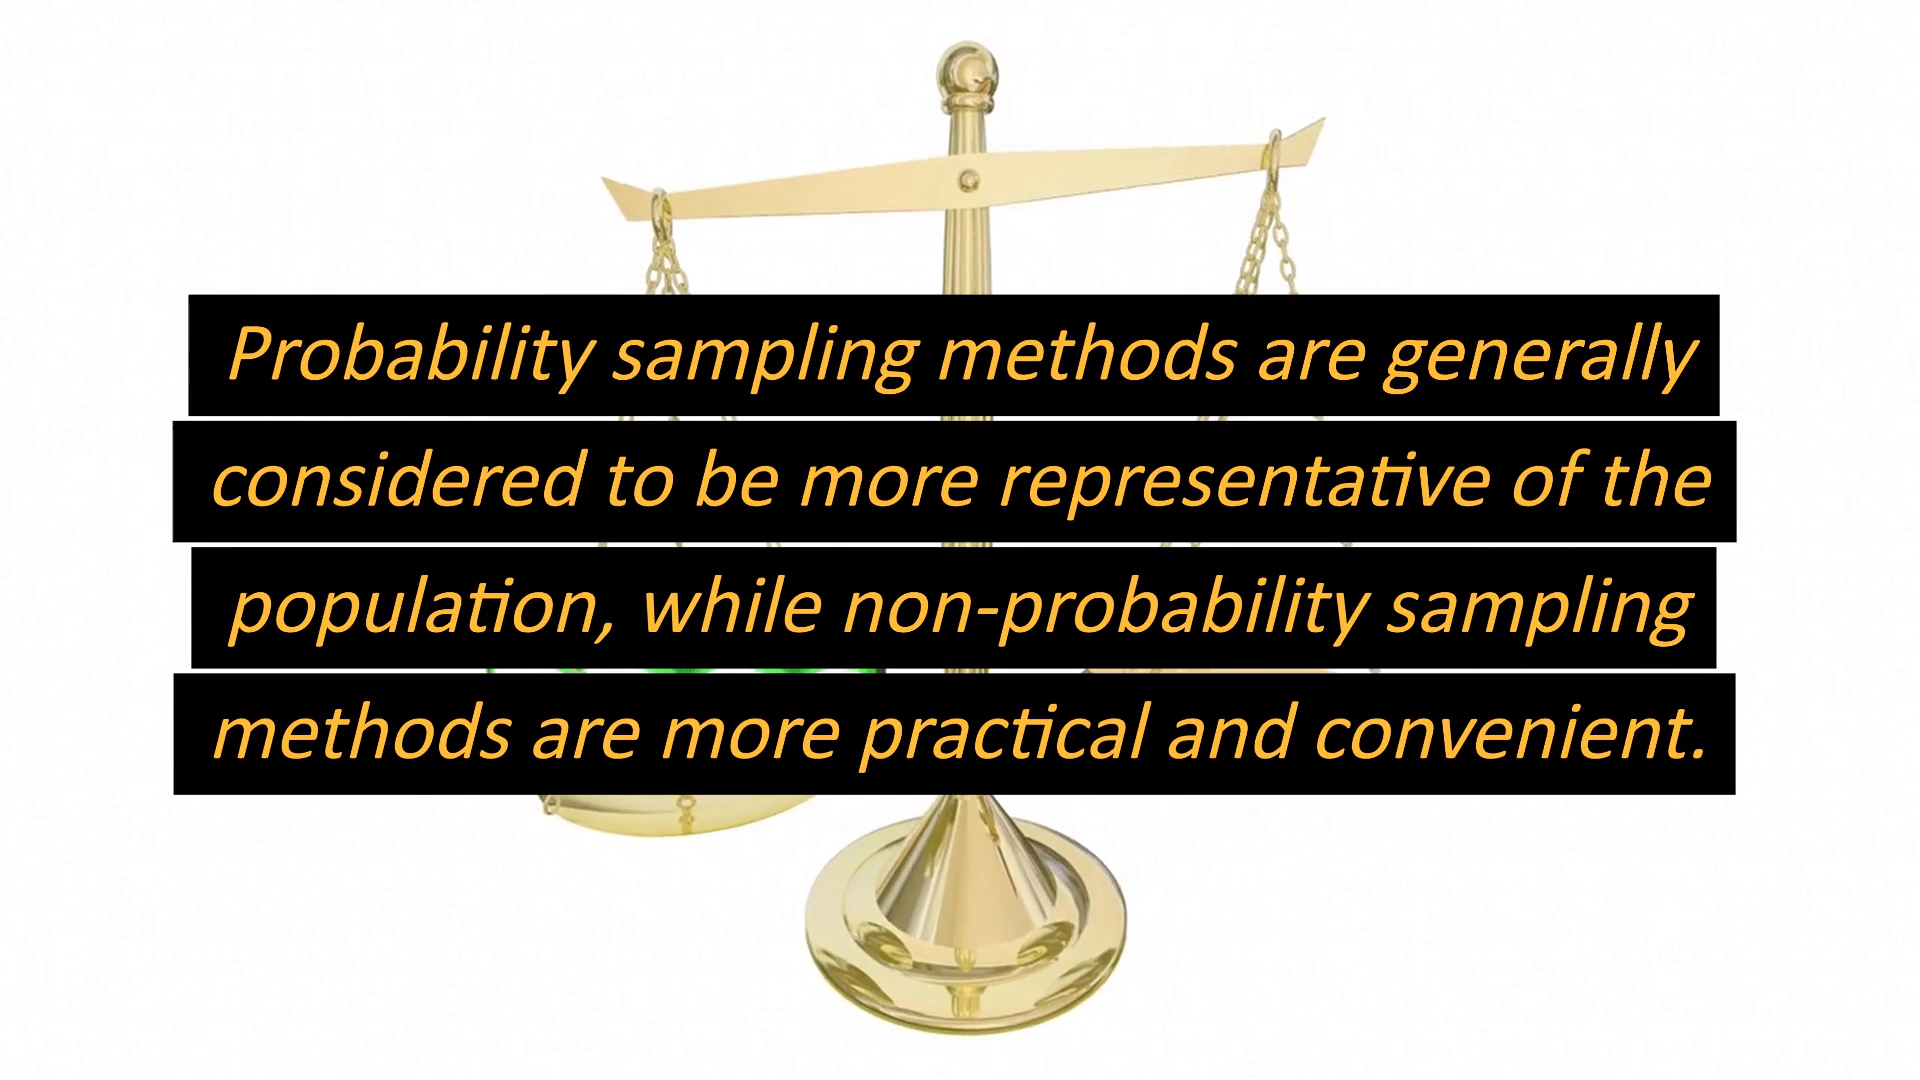 Probability sampling methods are generally
considered to be more representative of the
population, while non-probability sampling
methods are more practical and convenient.